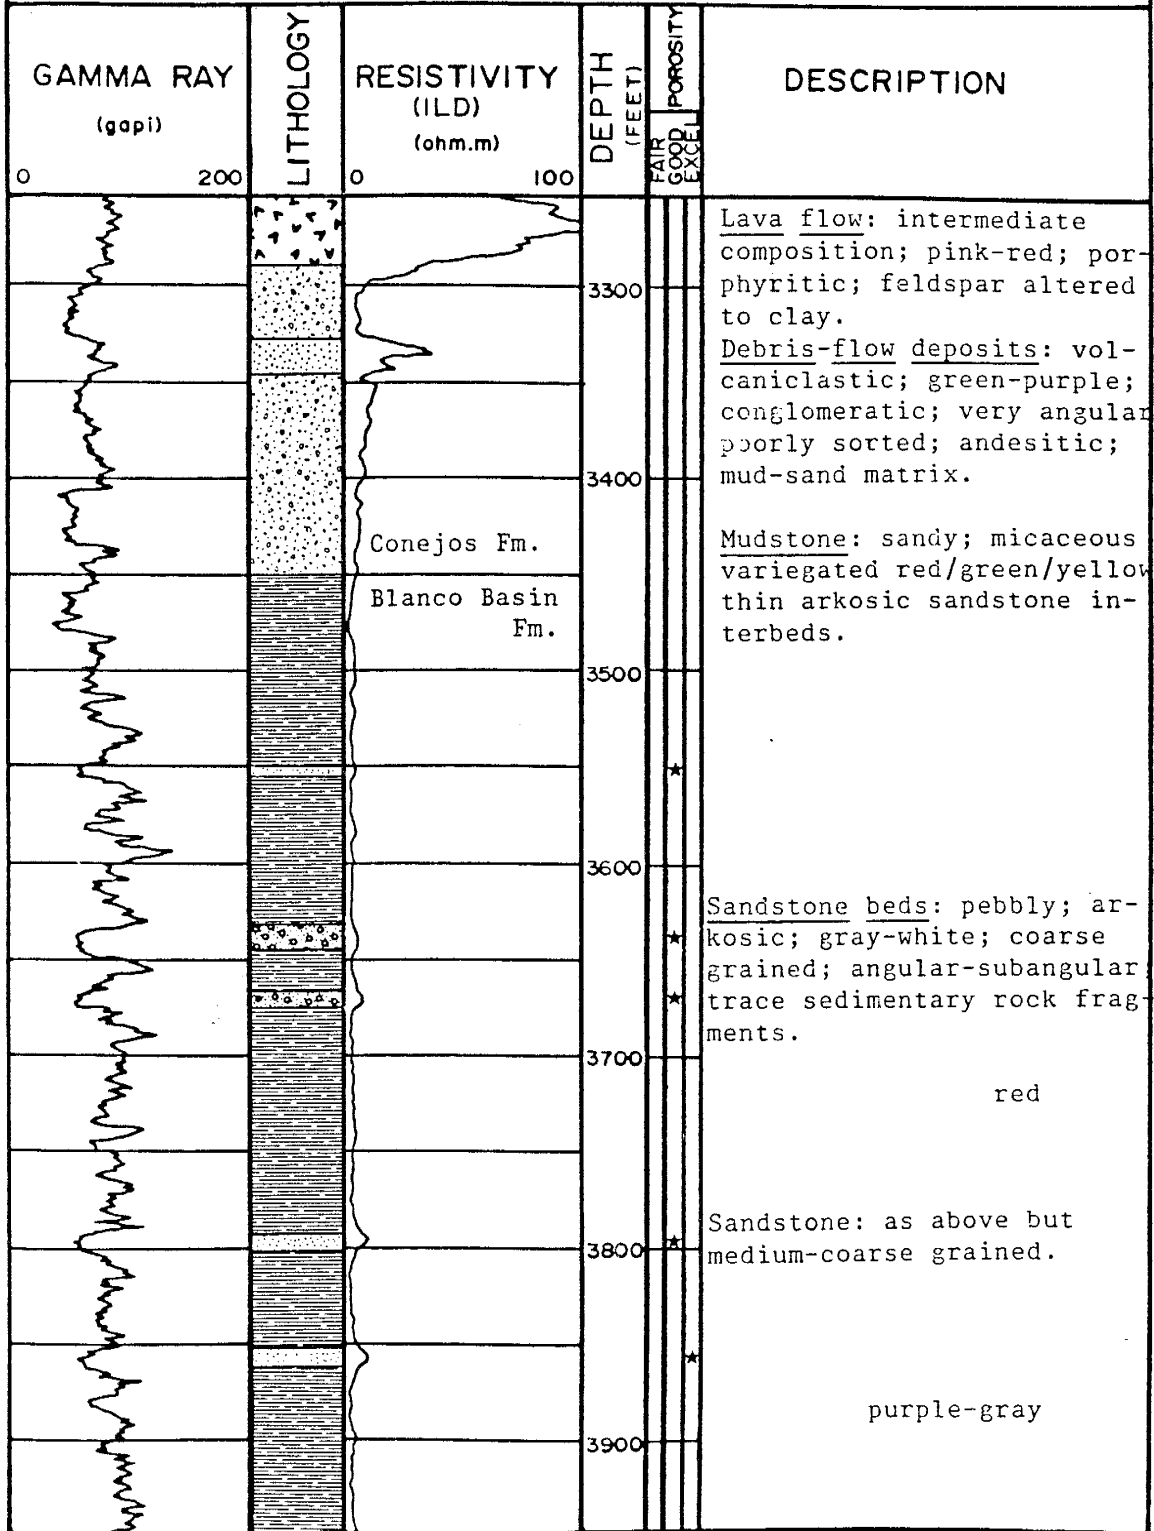 GAMMA RAY
(gapi)
0 200
LITHOLOGY
RESISTIVITY
(ILD)
(ohm.m)
0 100
DEPTH
(FEET)
POROSITY
FAIR
GOOD
EXCEL
DESCRIPTION
Lava flow: intermediate
composition; pink-red; por-
phyritic; feldspar altered
to clay.
Debris-flow deposits: vol-
caniclastic; green-purple;
conglomeratic; very angular
poorly sorted; andesitic;
mud-sand matrix.
Mudstone: sandy; micaceous
variegated red/green/yellow
thin arkosic sandstone in-
terbeds.
Sandstone beds: pebbly; ar-
kosic; gray-white; coarse
grained; angular-subangular
trace sedimentary rock frag-
ments.
red
Sandstone: as above but
medium-coarse grained.
purple-gray
Conejos Fm.
Blanco Basin
Fm.
3300
3400
3500
3600
3700
3800
3900